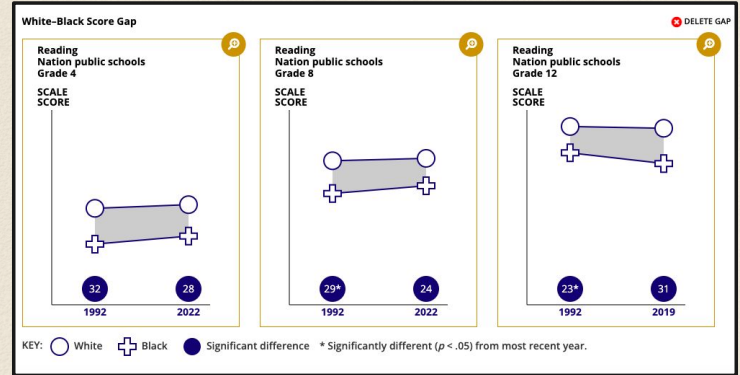 White–Black Score Gap
DELETE GAP
Reading
Nation public schools
Grade 4
SCALE
SCORE
32
28
1992
2022
Reading
Nation public schools
Grade 8
SCALE
SCORE
29*
24
1992
2022
Reading
Nation public schools
Grade 12
SCALE
SCORE
23*
31
1992
2019
KEY: White Black Significant difference * Significantly different (p < .05) from most recent year.